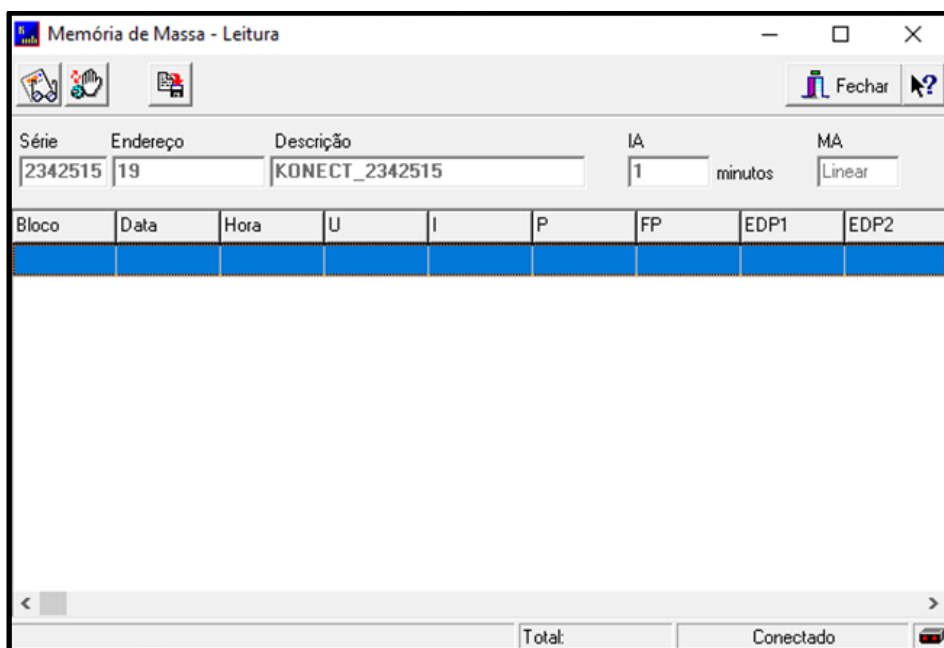 Memória de Massa - Leitura
Fechar
Série Endereço Descrição IA MA
2342515 19 KONECT_2342515 1 minutos Linear
Bloco Data Hora U I P FP EDP1 EDP2
Total: Conectado